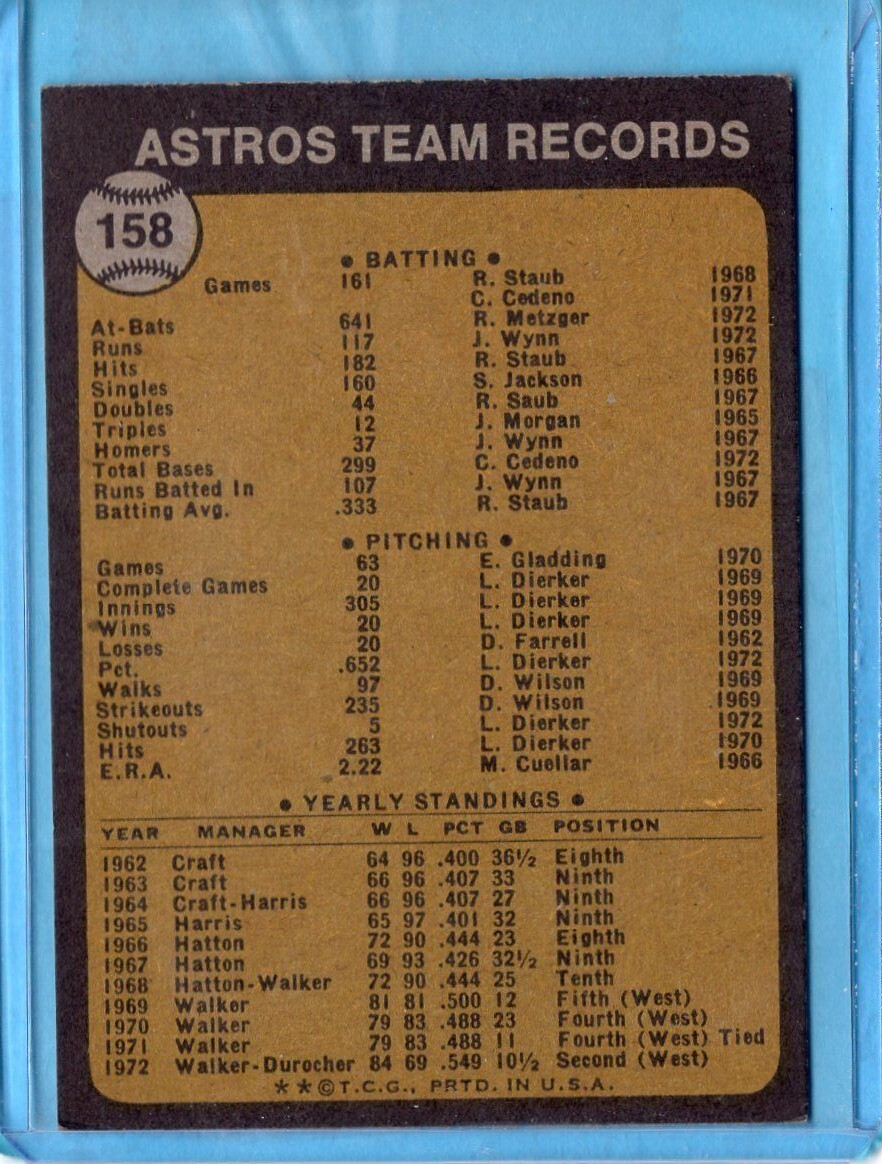 ASTROS TEAM RECORDS
158
• BATTING •
Games 161 R. Staub 1968
C. Cedeno 1971
At-Bats 641 R. Metzger 1972
Runs 117 J. Wynn 1972
Hits 182 R. Staub 1967
Singles 160 S. Jackson 1966
Doubles 44 R. Saub 1967
Triples 12 J. Morgan 1965
Homers 37 J. Wynn 1967
Total Bases 299 C. Cedeno 1972
Runs Batted In 107 J. Wynn 1967
Batting Avg. .333 R. Staub 1967
• PITCHING •
Games 63 E. Gladding 1970
Complete Games 20 L. Dierker 1969
Innings 305 L. Dierker 1969
Wins 20 L. Dierker 1969
Losses 20 D. Farrell 1962
Pct. .652 L. Dierker 1972
Walks 97 D. Wilson 1969
Strikeouts 235 D. Wilson 1969
Shutouts 5 L. Dierker 1972
Hits 263 L. Dierker 1970
E.R.A. 2.22 M. Cuellar 1966
• YEARLY STANDINGS •
YEAR MANAGER W L PCT GB POSITION
1962 Craft 64 96 .400 36½ Eighth
1963 Craft 66 96 .407 33 Ninth
1964 Craft-Harris 66 96 .407 27 Ninth
1965 Harris 65 97 .401 32 Ninth
1966 Hatton 72 90 .444 23 Eighth
1967 Hatton 69 93 .426 32½ Ninth
1968 Hatton-Walker 72 90 .444 25 Tenth
1969 Walker 81 81 .500 12 Fifth (West)
1970 Walker 79 83 .488 23 Fourth (West)
1971 Walker 79 83 .488 11 Fourth (West) Tied
1972 Walker-Durocher 84 69 .549 10½ Second (West)
★★©T.C.G., PRTD. IN U.S.A.